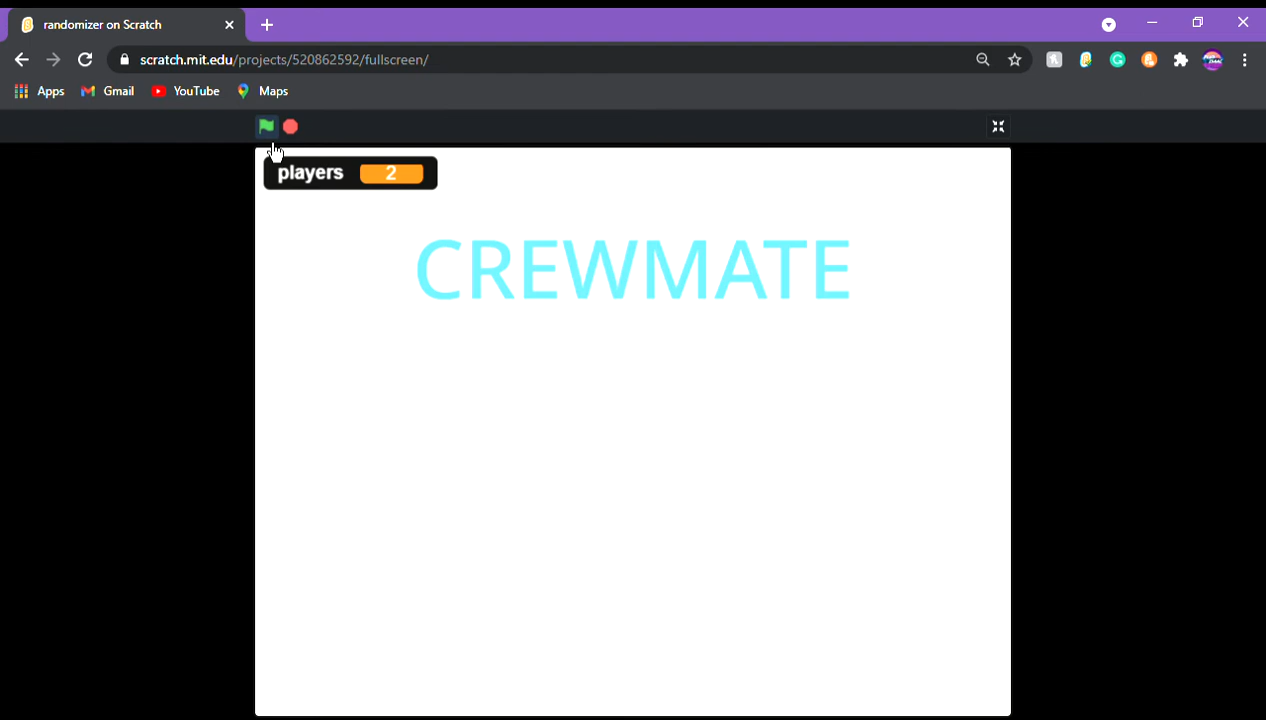 randomizer on Scratch
scratch.mit.edu/projects/520862592/fullscreen/
Apps Gmail YouTube Maps
players 2
CREWMATE